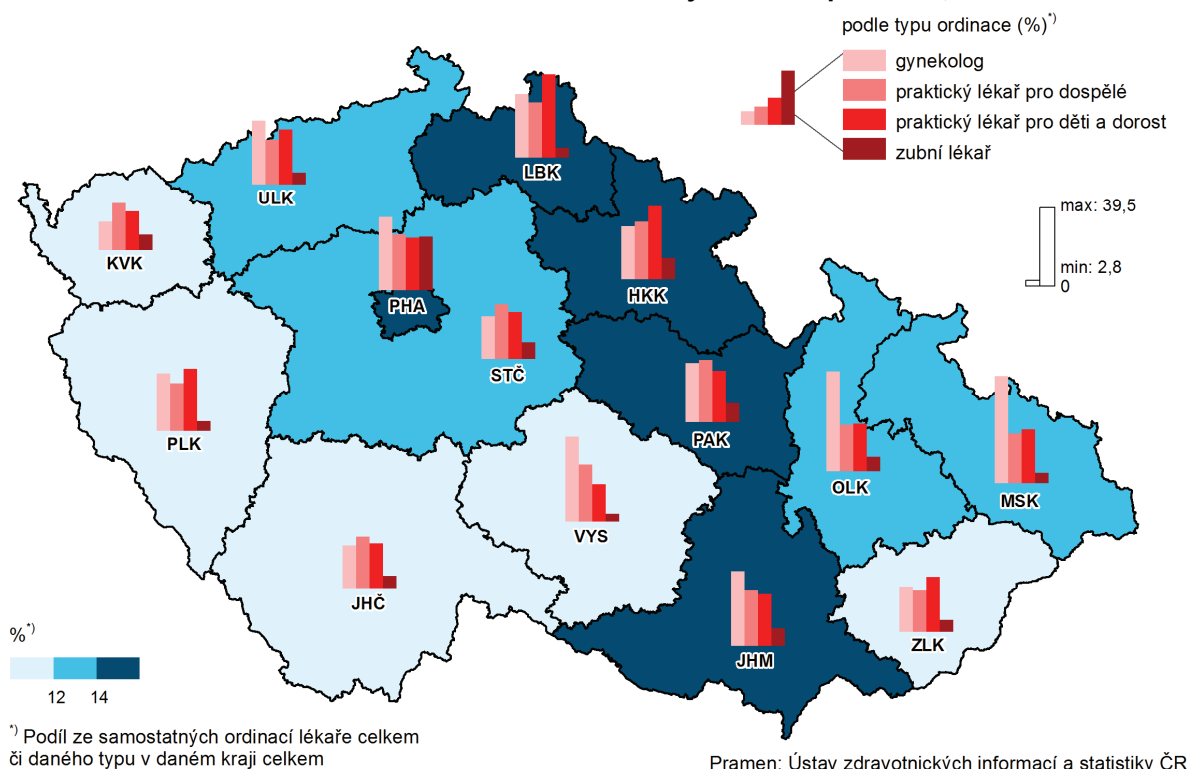 podle typu ordinace (%)*)
gynekolog
praktický lékař pro dospělé
praktický lékař pro děti a dorost
zubní lékař
LBK
ULK
max: 39,5
KVK
min: 2,8
0
HKK
PHA
STČ
PLK
PAK
OLK
MSK
VYS
JHČ
ZLK
JHM
%*)
12 14
*) Podíl ze samostatných ordinací lékaře celkem
či daného typu v daném kraji celkem
Pramen: Ústav zdravotnických informací a statistiky ČR